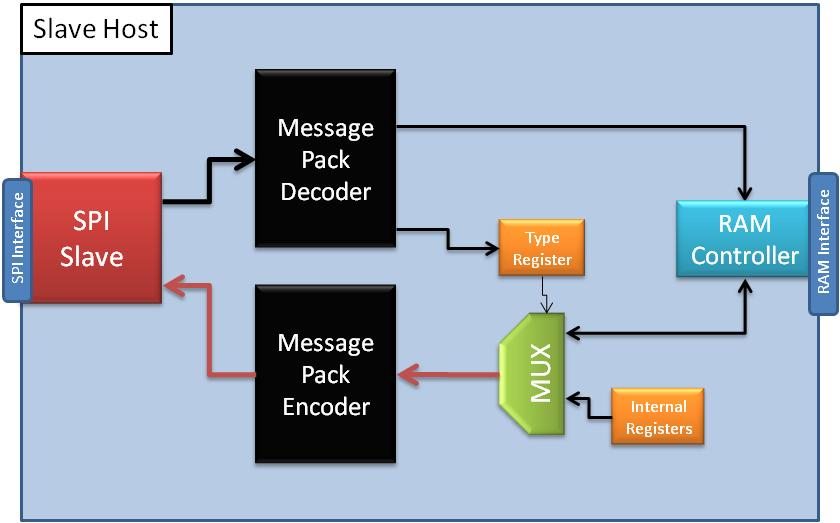 Slave Host
SPI Interface
SPI
Slave
Message
Pack
Decoder
Type
Register
RAM
Controller
RAM Interface
Message
Pack
Encoder
MUX
Internal
Registers